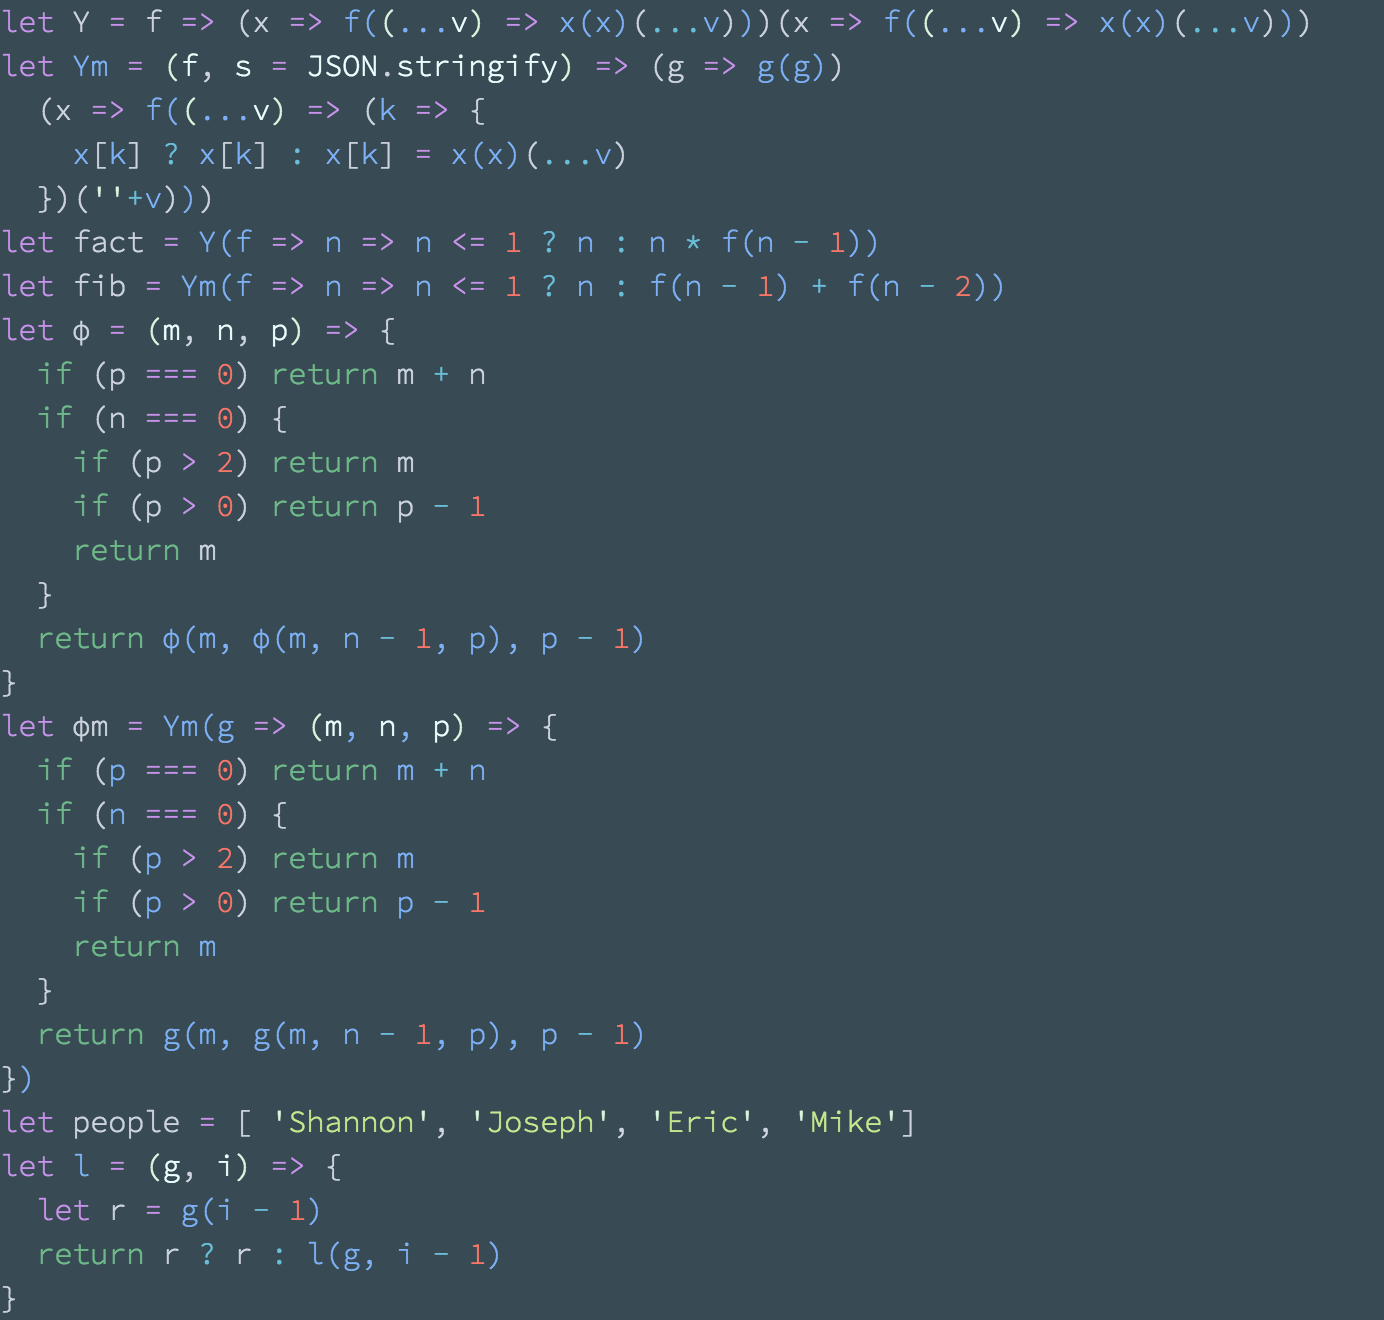 let Y = f => (x => f((...v) => x(x)(...v)))(x => f((...v) => x(x)(...v)))
let Ym = (f, s = JSON.stringify) => (g => g(g))
  (x => f((...v) => (k => {
    x[k] ? x[k] : x[k] = x(x)(...v)
  })(''+v)))
let fact = Y(f => n => n <= 1 ? n : n * f(n - 1))
let fib = Ym(f => n => n <= 1 ? n : f(n - 1) + f(n - 2))
let ϕ = (m, n, p) => {
  if (p === 0) return m + n
  if (n === 0) {
    if (p > 2) return m
    if (p > 0) return p - 1
    return m
  }
  return ϕ(m, ϕ(m, n - 1, p), p - 1)
}
let ϕm = Ym(g => (m, n, p) => {
  if (p === 0) return m + n
  if (n === 0) {
    if (p > 2) return m
    if (p > 0) return p - 1
    return m
  }
  return g(m, g(m, n - 1, p), p - 1)
})
let people = [ 'Shannon', 'Joseph', 'Eric', 'Mike']
let l = (g, i) => {
  let r = g(i - 1)
  return r ? r : l(g, i - 1)
}